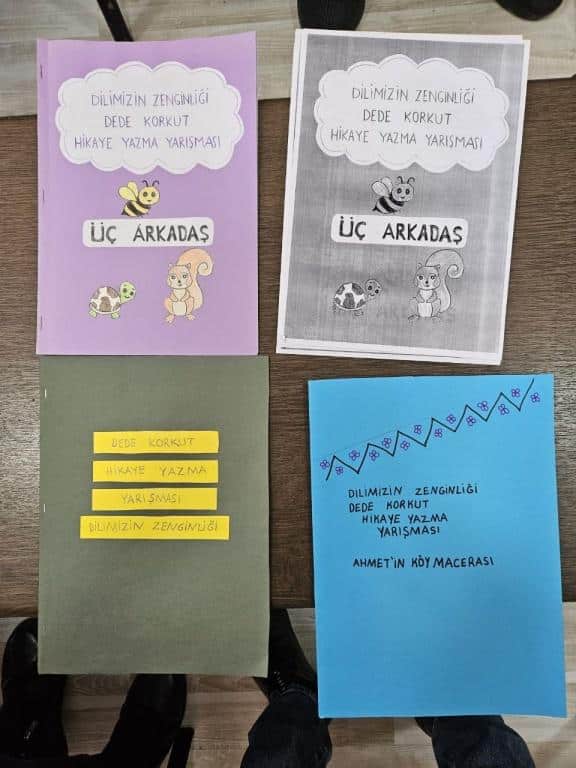 DİLİMİZİN ZENGİNLİĞİ
DEDE KORKUT
HİKAYE YAZMA YARIŞMASI
ÜÇ ARKADAŞ
DİLİMİZİN ZENGİNLİĞİ
DEDE KORKUT
HİKAYE YAZMA YARIŞMASI
ÜÇ ARKADAŞ
DEDE KORKUT
HİKAYE YAZMA
YARIŞMASI
DİLİMİZİN ZENGİNLİĞİ
DİLİMİZİN ZENGİNLİĞİ
DEDE KORKUT
HİKAYE YAZMA
YARIŞMASI
AHMET'İN KÖY MACERASI